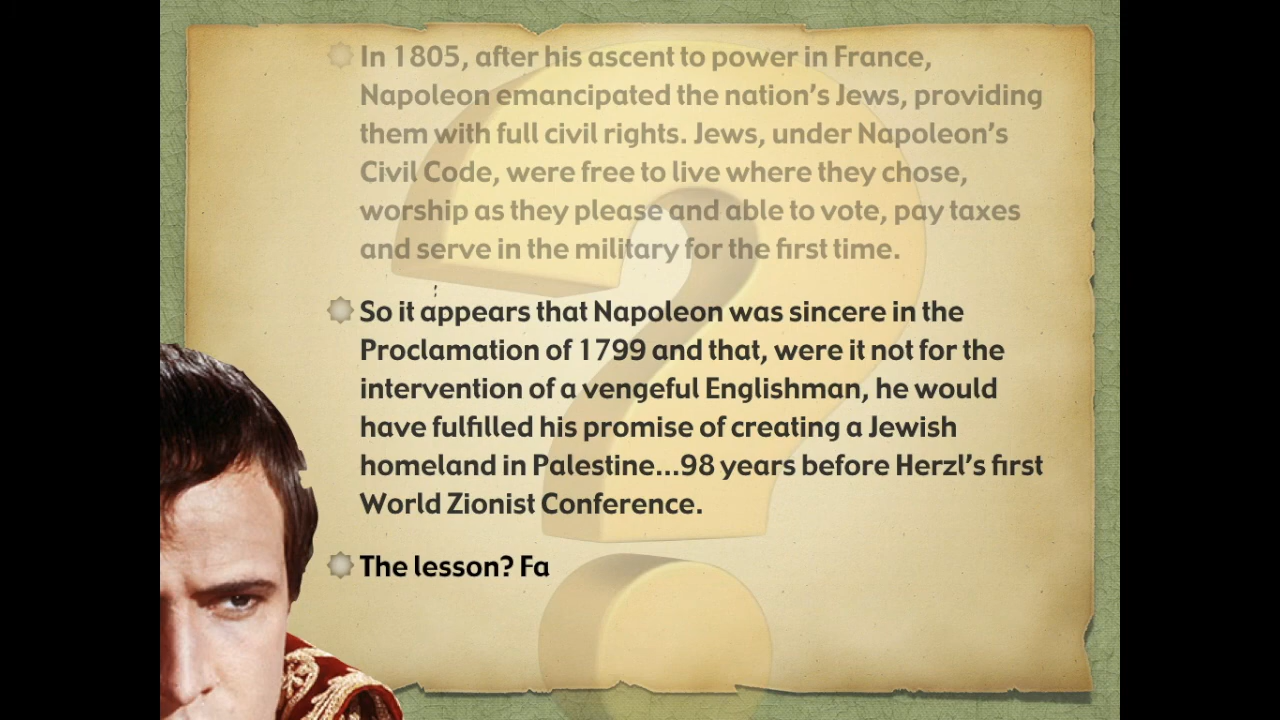 In 1805, after his ascent to power in France,
Napoleon emancipated the nation’s Jews, providing
them with full civil rights. Jews, under Napoleon’s
Civil Code, were free to live where they chose,
worship as they please and able to vote, pay taxes
and serve in the military for the first time.
So it appears that Napoleon was sincere in the
Proclamation of 1799 and that, were it not for the
intervention of a vengeful Englishman, he would
have fulfilled his promise of creating a Jewish
homeland in Palestine...98 years before Herzl’s first
World Zionist Conference.
The lesson? Fa